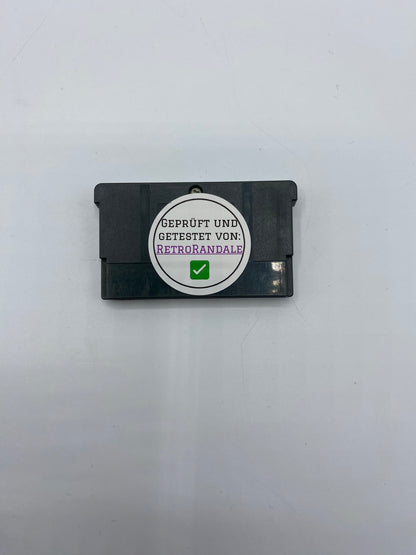 Geprüft und
getestet von:
RetroRandale